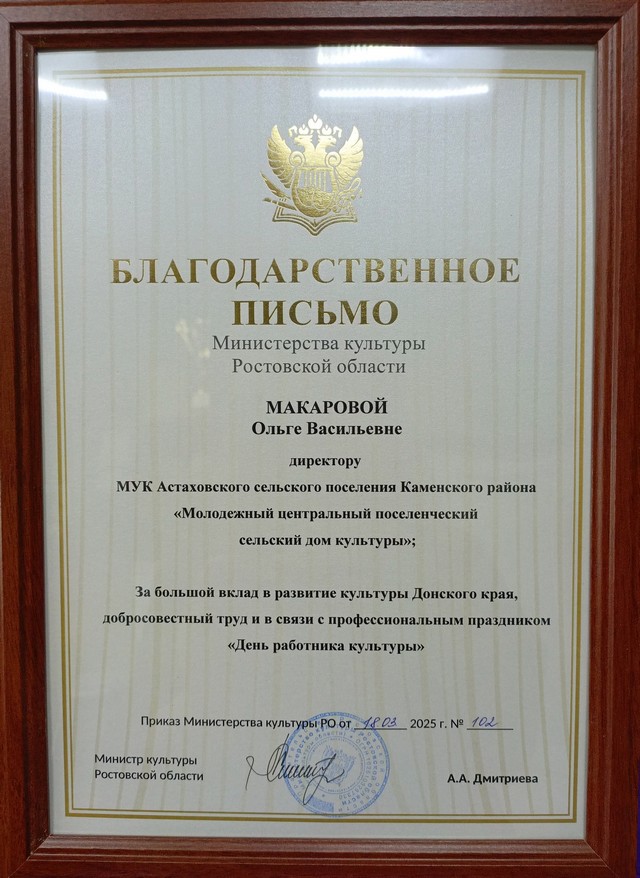 БЛАГОДАРСТВЕННОЕ
ПИСЬМО
Министерства культуры
Ростовской области
МАКАРОВОЙ
Ольге Васильевне
директору
МУК Астаховского сельского поселения Каменского района
«Молодежный центральный поселенческий
сельский дом культуры»;
За большой вклад в развитие культуры Донского края,
добросовестный труд и в связи с профессиональным праздником
«День работника культуры»
Приказ Министерства культуры РО от 18.03. 2025 г. № 102
Министр культуры
Ростовской области
А.А. Дмитриева